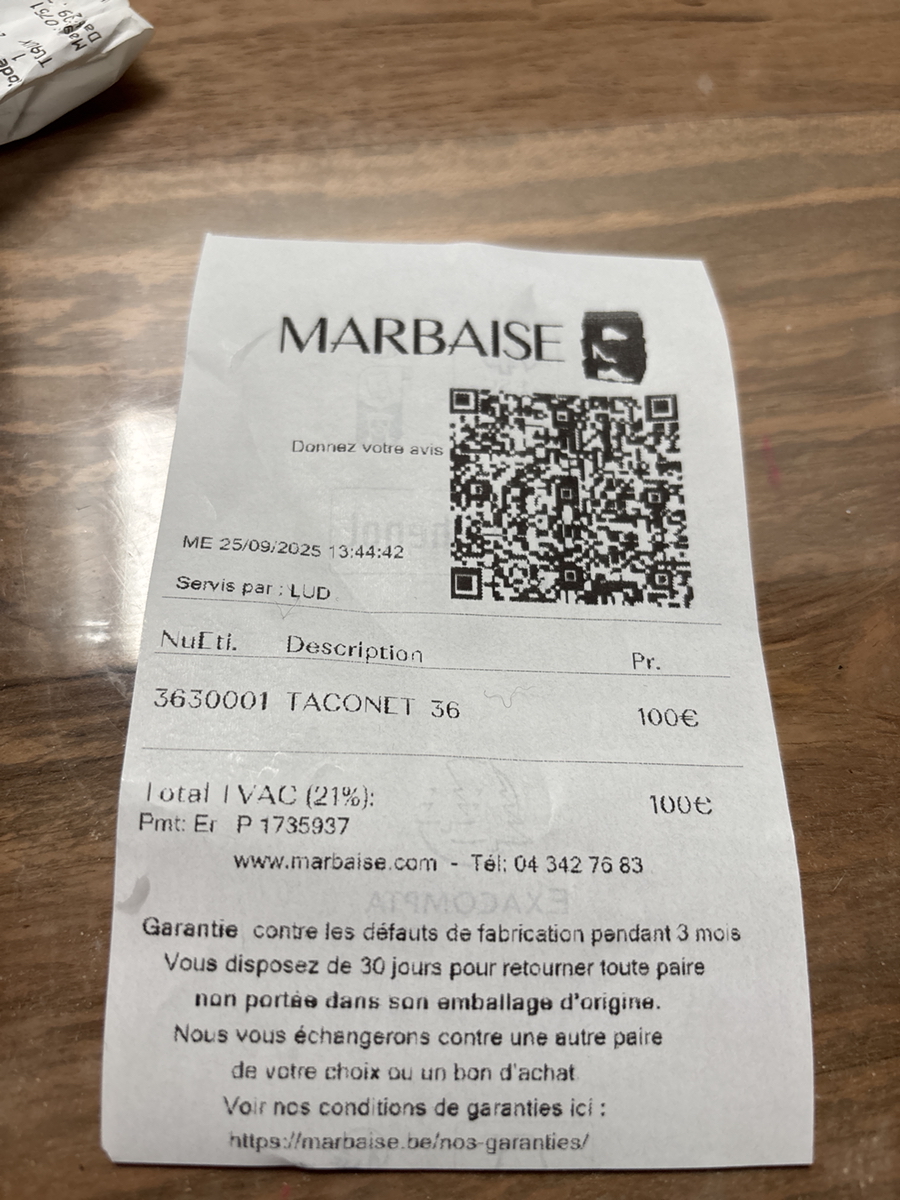 MARBAISE
Donnez votre avis
ME 25/09/2025 13:44:42
Servis par : LUD
NuEti. Description Pr.
3630001 TACONET 36 100€
Total TVAC (21%): 100€
Pmt: Er P 1735937
www.marbaise.com - Tél: 04 342 76 83
EXACOMPTA
Garantie contre les défauts de fabrication pendant 3 mois
Vous disposez de 30 jours pour retourner toute paire
non portée dans son emballage d'origine.
Nous vous échangerons contre une autre paire
de votre choix ou un bon d'achat
Voir nos conditions de garanties ici :
https://marbaise.be/nos-garanties/